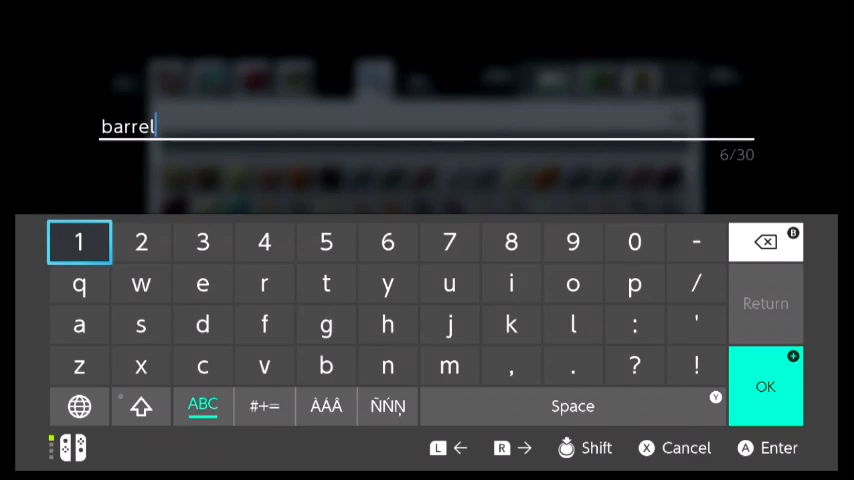 barrel
6/30
1 2 3 4 5 6 7 8 9 0 - B
q w e r t y u i o p / Return
a s d f g h j k l : '
z x c v b n m , . ? ! + OK
ABC #+= ÀÁÂ ÑŃŅ Space Y
L ← R → Shift X Cancel A Enter